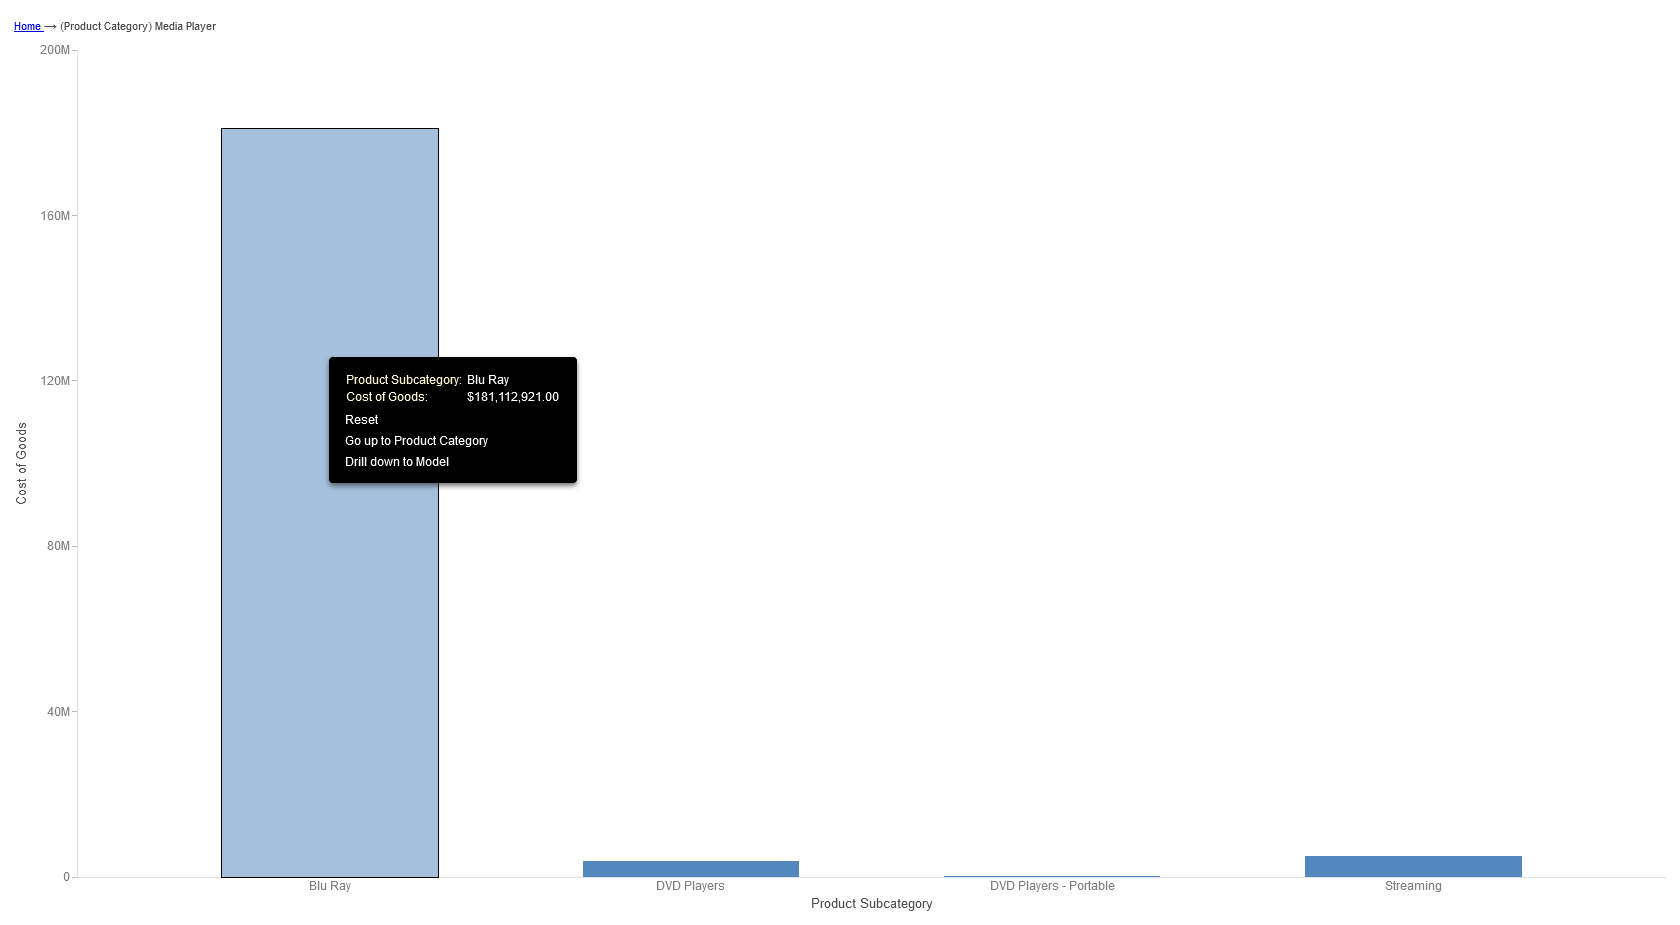 Home → (Product Category) Media Player
200M
160M
120M
80M
40M
0
Cost of Goods
Product Subcategory: Blu Ray
Cost of Goods: $181,112,921.00
Reset
Go up to Product Category
Drill down to Model
Blu Ray
DVD Players
DVD Players - Portable
Streaming
Product Subcategory